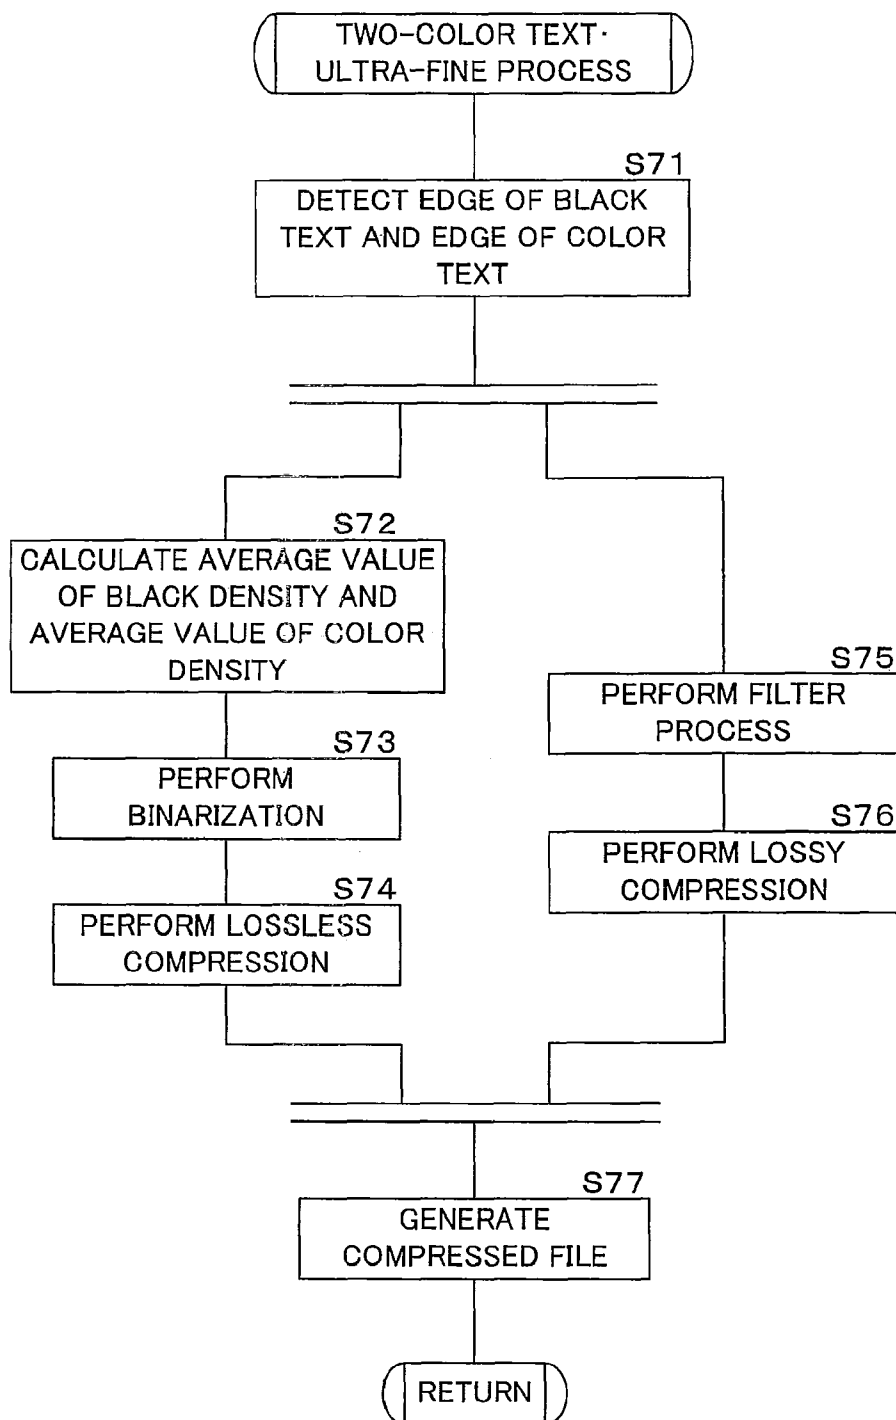 TWO-COLOR TEXT·
ULTRA-FINE PROCESS
S71
DETECT EDGE OF BLACK
TEXT AND EDGE OF COLOR
TEXT
S72
CALCULATE AVERAGE VALUE
OF BLACK DENSITY AND
AVERAGE VALUE OF COLOR
DENSITY
S73
PERFORM
BINARIZATION
S74
PERFORM LOSSLESS
COMPRESSION
S75
PERFORM FILTER
PROCESS
S76
PERFORM LOSSY
COMPRESSION
S77
GENERATE
COMPRESSED FILE
RETURN